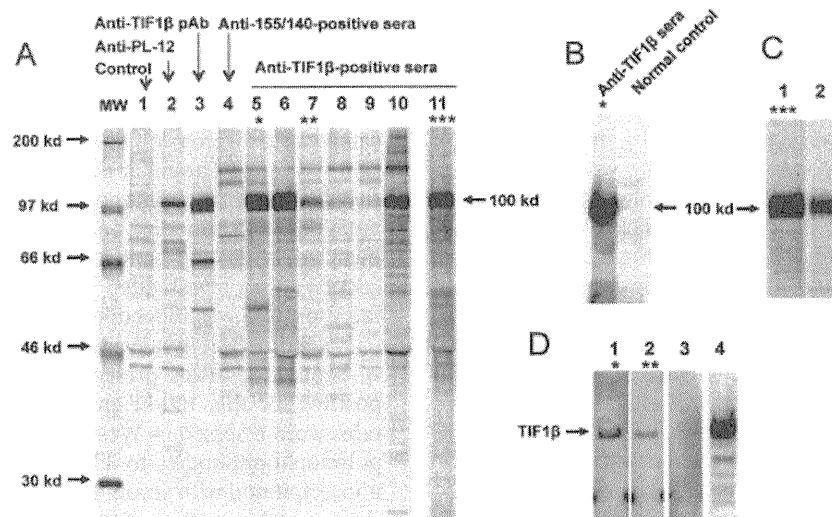 A
Anti-TIF1β pAb Anti-155/140-positive sera
Anti-PL-12
Control
Anti-TIF1β-positive sera
MW 1 2 3 4 5 6 7 8 9 10 11
* ** ***
200 kd
97 kd
66 kd
46 kd
30 kd
100 kd
B
Anti-TIF1β sera
Normal control
*
100 kd
C
1 2
***
D
1 2 3 4
* **
TIF1β